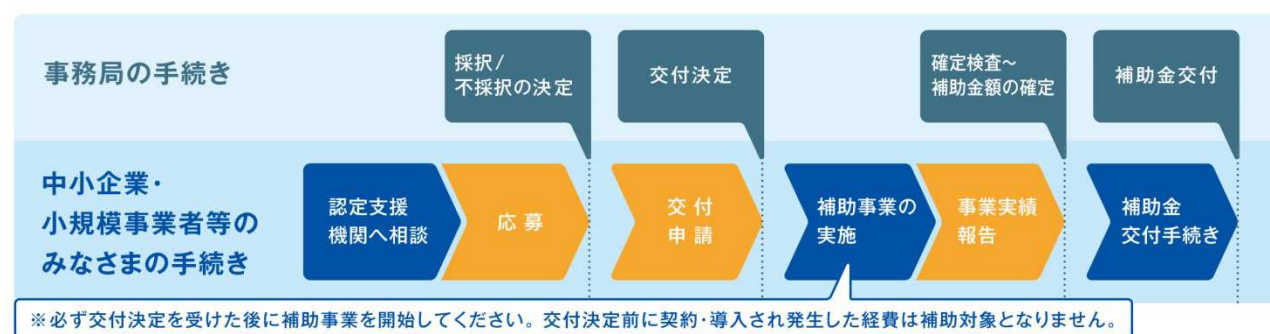 事務局の手続き
採択/
不採択の決定
交付決定
確定検査～
補助金額の確定
補助金交付
中小企業・
小規模事業者等の
みなさまの手続き
認定支援
機関へ相談
応募
交付
申請
補助事業の
実施
事業実績
報告
補助金
交付手続き
※必ず交付決定を受けた後に補助事業を開始してください。交付決定前に契約・導入され発生した経費は補助対象となりません。